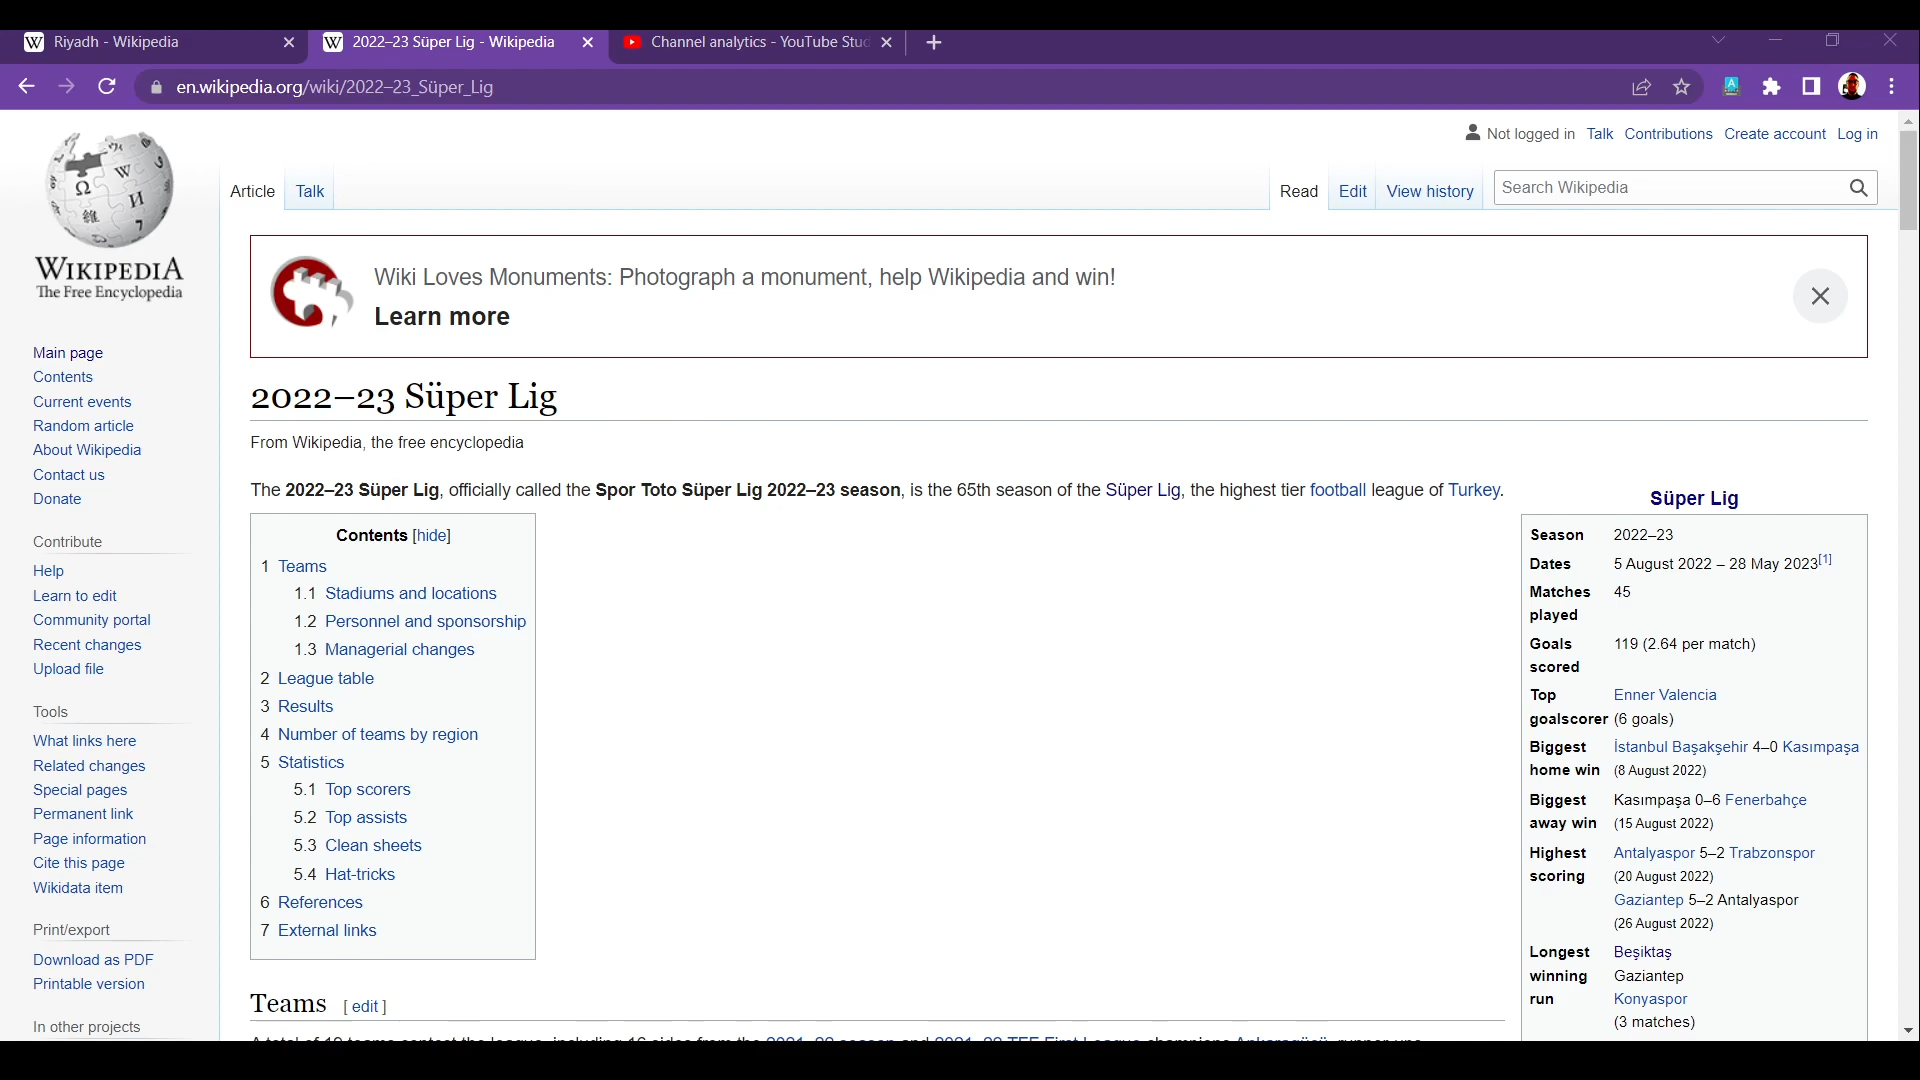 Riyadh - Wikipedia
2022–23 Süper Lig - Wikipedia
Channel analytics - YouTube Stud
en.wikipedia.org/wiki/2022–23_Süper_Lig
Not logged in Talk Contributions Create account Log in
Article Talk
Read Edit View history
Search Wikipedia
WIKIPEDIA
The Free Encyclopedia
Main page
Contents
Current events
Random article
About Wikipedia
Contact us
Donate
Contribute
Help
Learn to edit
Community portal
Recent changes
Upload file
Tools
What links here
Related changes
Special pages
Permanent link
Page information
Cite this page
Wikidata item
Print/export
Download as PDF
Printable version
In other projects
Wiki Loves Monuments: Photograph a monument, help Wikipedia and win!
Learn more
2022–23 Süper Lig
From Wikipedia, the free encyclopedia
The 2022–23 Süper Lig, officially called the Spor Toto Süper Lig 2022–23 season, is the 65th season of the Süper Lig, the highest tier football league of Turkey.
Contents [hide]
1 Teams
1.1 Stadiums and locations
1.2 Personnel and sponsorship
1.3 Managerial changes
2 League table
3 Results
4 Number of teams by region
5 Statistics
5.1 Top scorers
5.2 Top assists
5.3 Clean sheets
5.4 Hat-tricks
6 References
7 External links
Teams [ edit ]
Süper Lig
Season 2022–23
Dates 5 August 2022 – 28 May 2023[1]
Matches 45
played
Goals 119 (2.64 per match)
scored
Top Enner Valencia
goalscorer (6 goals)
Biggest İstanbul Başakşehir 4–0 Kasımpaşa
home win (8 August 2022)
Biggest Kasımpaşa 0–6 Fenerbahçe
away win (15 August 2022)
Highest Antalyaspor 5–2 Trabzonspor
scoring (20 August 2022)
Gaziantep 5–2 Antalyaspor
(26 August 2022)
Longest Beşiktaş
winning Gaziantep
run Konyaspor
(3 matches)